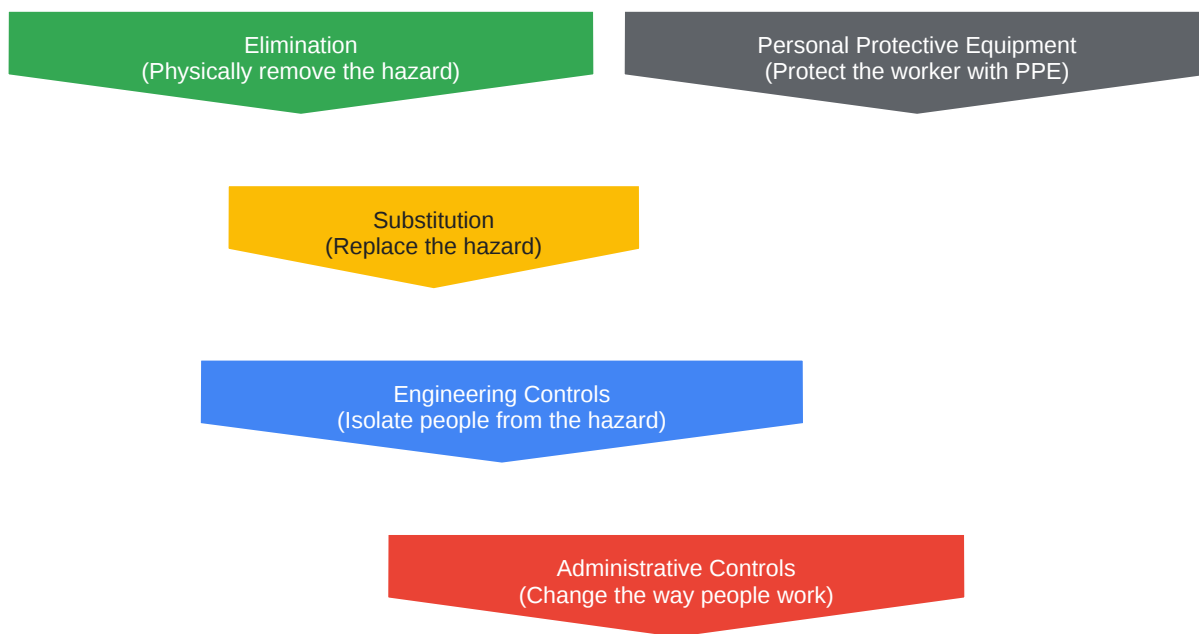 Elimination
(Physically remove the hazard)
Personal Protective Equipment
(Protect the worker with PPE)
Substitution
(Replace the hazard)
Engineering Controls
(Isolate people from the hazard)
Administrative Controls
(Change the way people work)